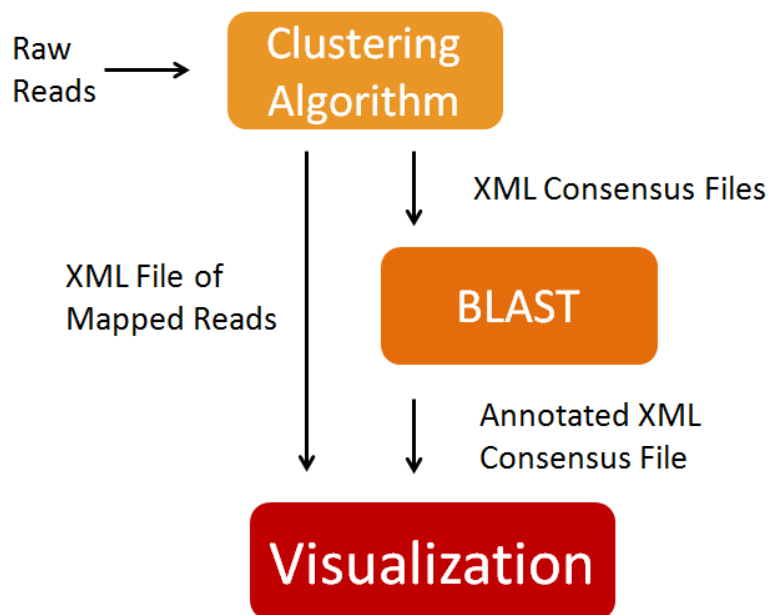 Raw
Reads
Clustering
Algorithm
XML Consensus Files
XML File of
Mapped Reads
BLAST
Annotated XML
Consensus File
Visualization